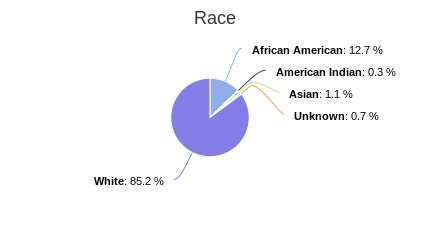 Race
African American: 12.7 %
American Indian: 0.3 %
Asian: 1.1 %
Unknown: 0.7 %
White: 85.2 %